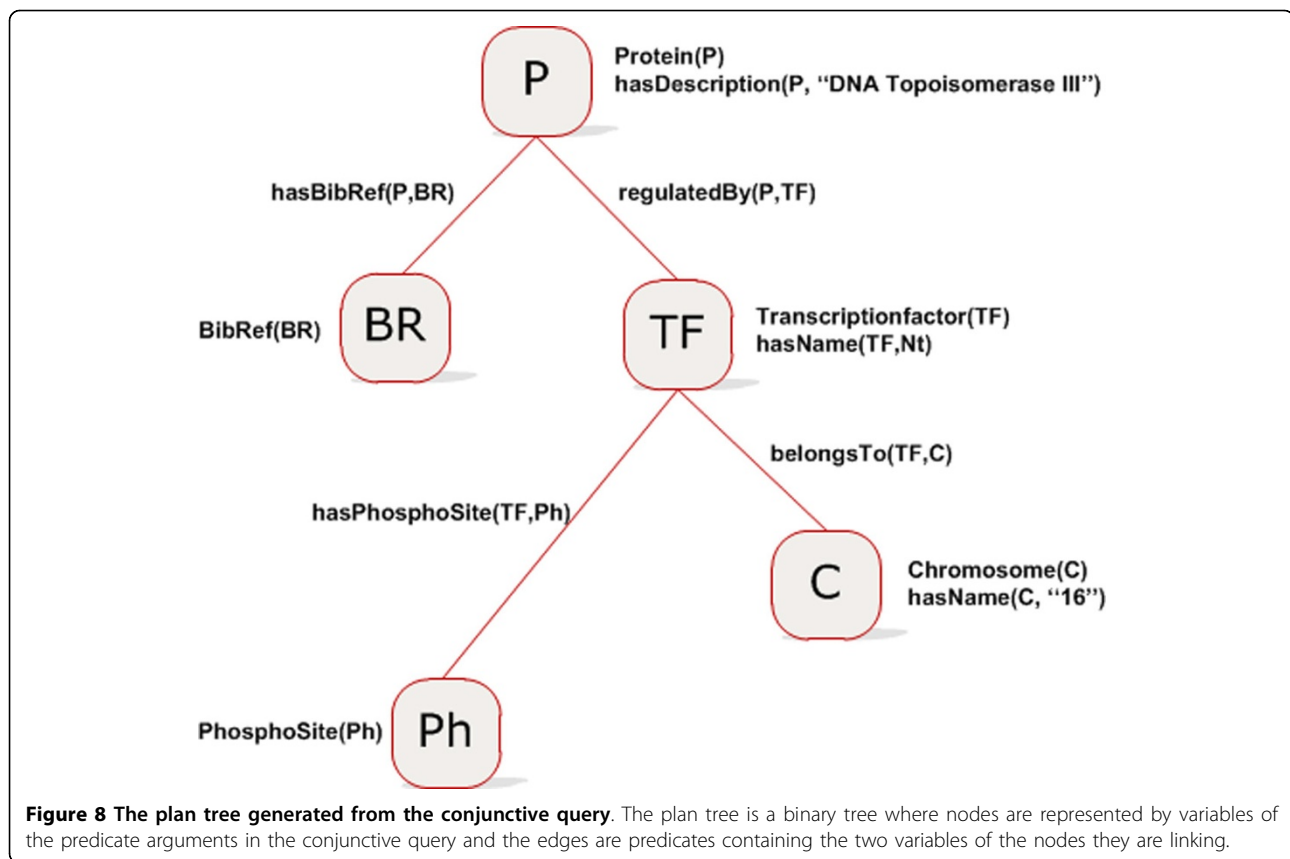 P
Protein(P)
hasDescription(P, “DNA Topoisomerase III”)
hasBibRef(P,BR)
regulatedBy(P,TF)
BibRef(BR)
BR
TF
Transcriptionfactor(TF)
hasName(TF,Nt)
belongsTo(TF,C)
hasPhosphoSite(TF,Ph)
C
Chromosome(C)
hasName(C, “16”)
PhosphoSite(Ph)
Ph
Figure 8 The plan tree generated from the conjunctive query. The plan tree is a binary tree where nodes are represented by variables of
the predicate arguments in the conjunctive query and the edges are predicates containing the two variables of the nodes they are linking.